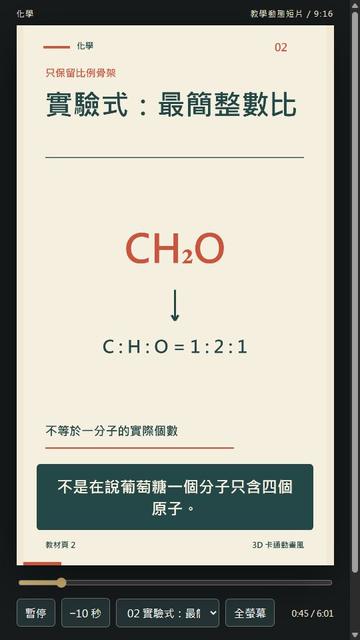 化學
教學動態短片 / 9:16
化學
02
只保留比例骨架
實驗式：最簡整數比
CH₂O
↓
C:H:O = 1:2:1
不等於一分子的實際個數
不是在說葡萄糖一個分子只含四個
原子。
教材頁 2
3D 卡通動畫風
暫停
−10 秒
02 實驗式：最
全螢幕
0:45 / 6:01